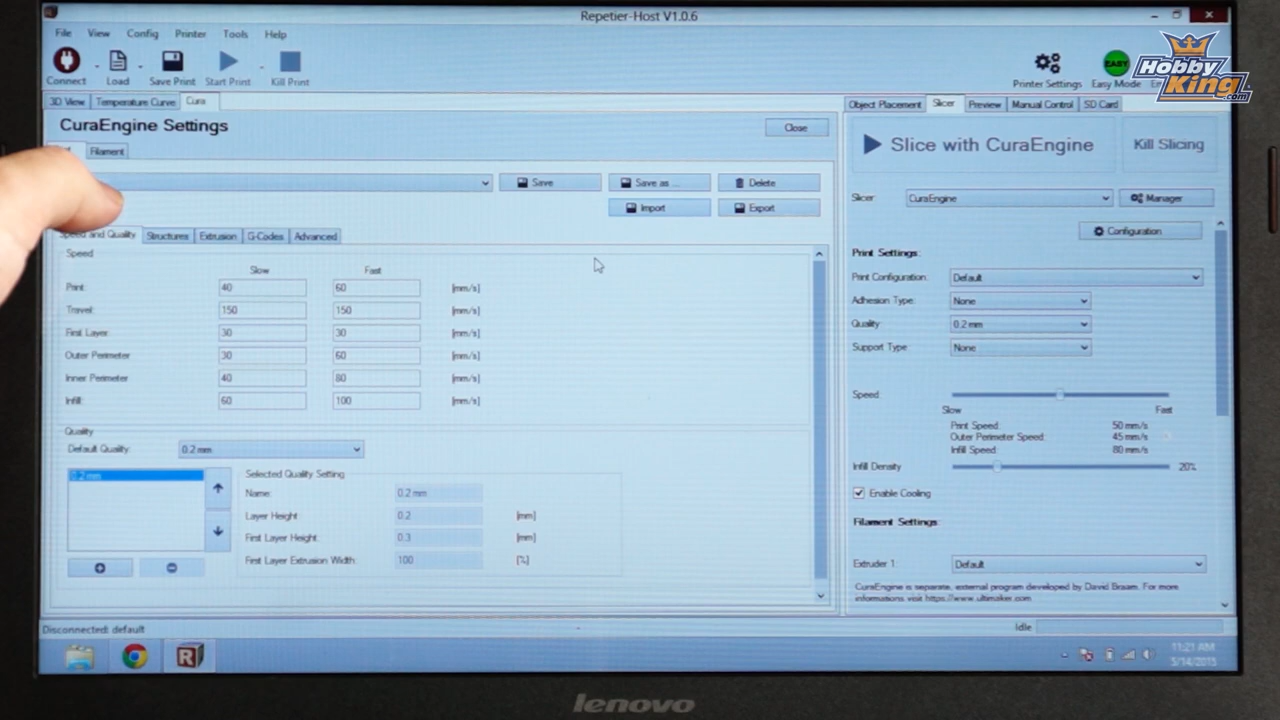 Repetier-Host V1.0.6
File View Config Printer Tools Help
Connect Load Save Print Start Print Kill Print Printer Settings Easy Mode
EASY
Hobby
King
.com
3D View Temperature Curve Cura Object Placement Slicer Preview Manual Control SD Card
CuraEngine Settings
Close
Filament
Save Save as ... Delete
Import Export
Speed and Quality Structures Extrusion G-Codes Advanced
Speed
Slow Fast
Print: 40 60 [mm/s]
Travel: 150 150 [mm/s]
First Layer: 30 30 [mm/s]
Outer Perimeter 30 60 [mm/s]
Inner Perimeter 40 80 [mm/s]
Infill: 60 100 [mm/s]
Quality
Default Quality: 0.2 mm
0.2 mm
Selected Quality Setting
Name: 0.2 mm
Layer Height: 0.2 [mm]
First Layer Height: 0.3 [mm]
First Layer Extrusion Width: 100 [%]
Slice with CuraEngine Kill Slicing
Slicer: CuraEngine Manager
Configuration
Print Settings:
Print Configuration: Default
Adhesion Type: None
Quality 0.2 mm
Support Type None
Speed:
Slow Fast
Print Speed: 50 mm/s
Outer Perimeter Speed: 45 mm/s
Infill Speed: 80 mm/s
Infill Density 20%
Enable Cooling
Filament Settings:
Extruder 1: Default
CuraEngine is separate, external program developed by David Braam. For more
informations visit https://www.ultimaker.com
Disconnected: default Idle
11:21 AM
5/14/2015
lenovo